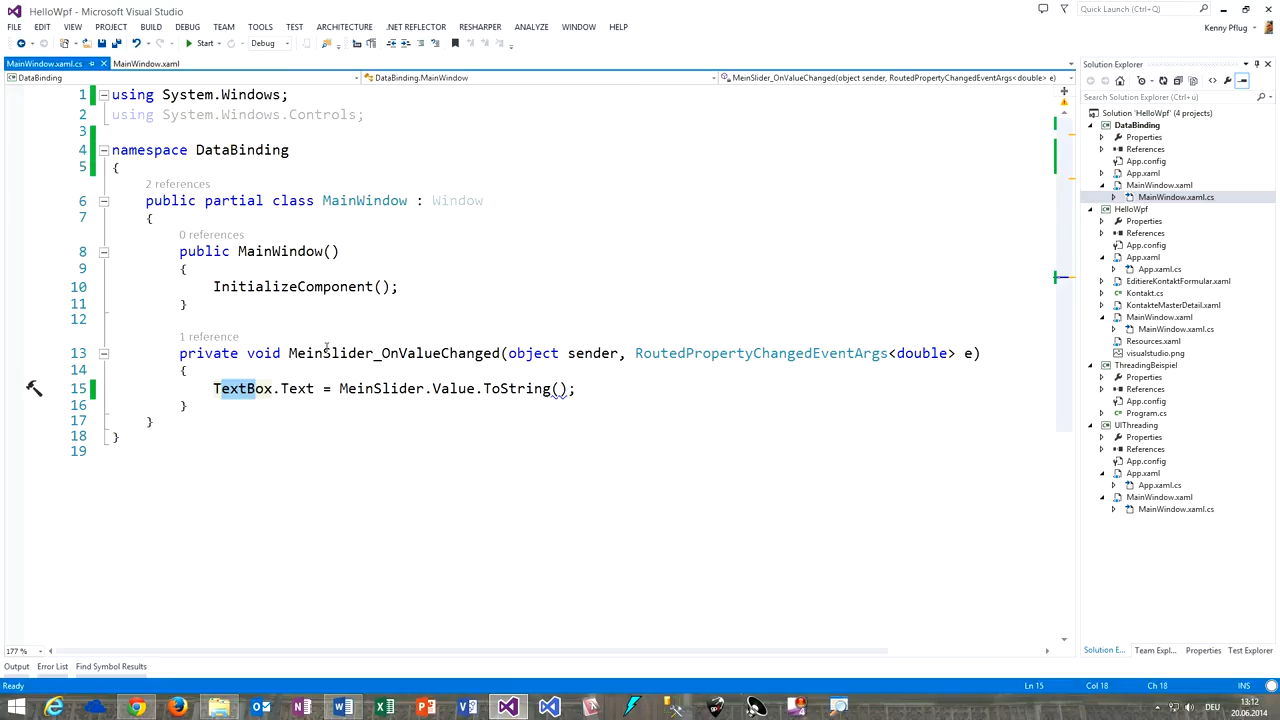 HelloWpf - Microsoft Visual Studio
Quick Launch (Ctrl+Q)
FILE EDIT VIEW PROJECT BUILD DEBUG TEAM TOOLS TEST ARCHITECTURE .NET REFLECTOR RESHARPER ANALYZE WINDOW HELP
Kenny Pflug
Start Debug
MainWindow.xaml.cs MainWindow.xaml
DataBinding DataBinding.MainWindow MeinSlider_OnValueChanged(object sender, RoutedPropertyChangedEventArgs<double> e)
1 using System.Windows;
2 using System.Windows.Controls;
3
4 namespace DataBinding
5 {
2 references
6 public partial class MainWindow : Window
7 {
0 references
8 public MainWindow()
9 {
10 InitializeComponent();
11 }
12
1 reference
13 private void MeinSlider_OnValueChanged(object sender, RoutedPropertyChangedEventArgs<double> e)
14 {
15 TextBox.Text = MeinSlider.Value.ToString();
16 }
17 }
18 }
19
177 %
Output Error List Find Symbol Results
Solution Explorer
Search Solution Explorer (Ctrl+ü)
Solution 'HelloWpf' (4 projects)
DataBinding
Properties
References
App.config
App.xaml
MainWindow.xaml
MainWindow.xaml.cs
HelloWpf
Properties
References
App.config
App.xaml
App.xaml.cs
EditiereKontaktFormular.xaml
Kontakt.cs
KontakteMasterDetail.xaml
MainWindow.xaml
MainWindow.xaml.cs
Resources.xaml
visualstudio.png
ThreadingBeispiel
Properties
References
App.config
Program.cs
UIThreading
Properties
References
App.config
App.xaml
App.xaml.cs
MainWindow.xaml
MainWindow.xaml.cs
Solution E... Team Expl... Properties Test Explorer
Ready Ln 15 Col 18 Ch 18 INS
DEU
13:12
20.06.2014